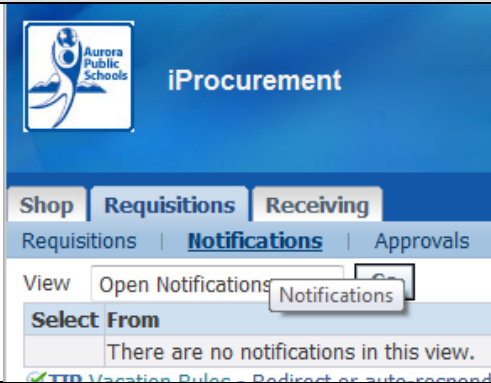 Aurora
Public
Schools
iProcurement
Shop Requisitions Receiving
Requisitions | Notifications | Approvals
View Open Notifications Go
Notifications
Select From
There are no notifications in this view.
TIP Vacation Rules - Redirect or auto-respond